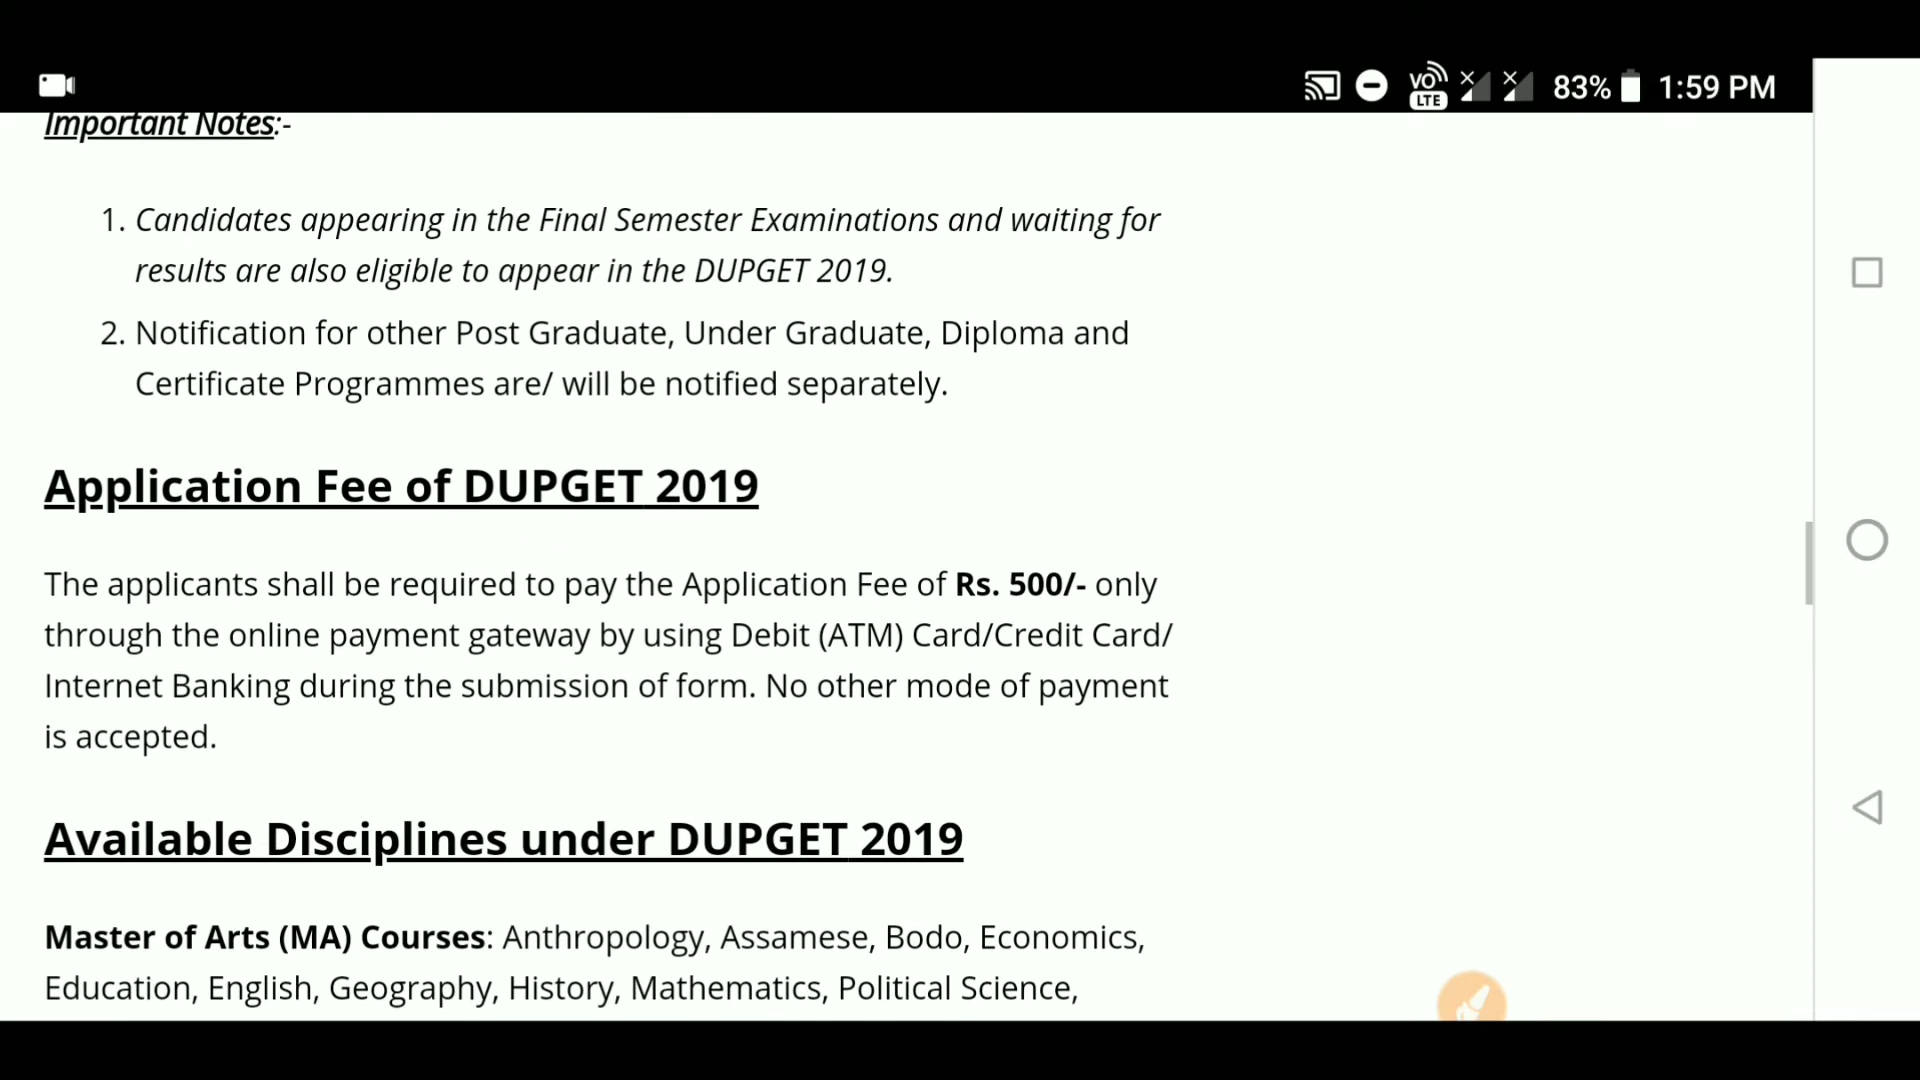 VO LTE 83% 1:59 PM
Important Notes:-
1. Candidates appearing in the Final Semester Examinations and waiting for
results are also eligible to appear in the DUPGET 2019.
2. Notification for other Post Graduate, Under Graduate, Diploma and
Certificate Programmes are/ will be notified separately.
Application Fee of DUPGET 2019
The applicants shall be required to pay the Application Fee of Rs. 500/- only
through the online payment gateway by using Debit (ATM) Card/Credit Card/
Internet Banking during the submission of form. No other mode of payment
is accepted.
Available Disciplines under DUPGET 2019
Master of Arts (MA) Courses: Anthropology, Assamese, Bodo, Economics,
Education, English, Geography, History, Mathematics, Political Science,